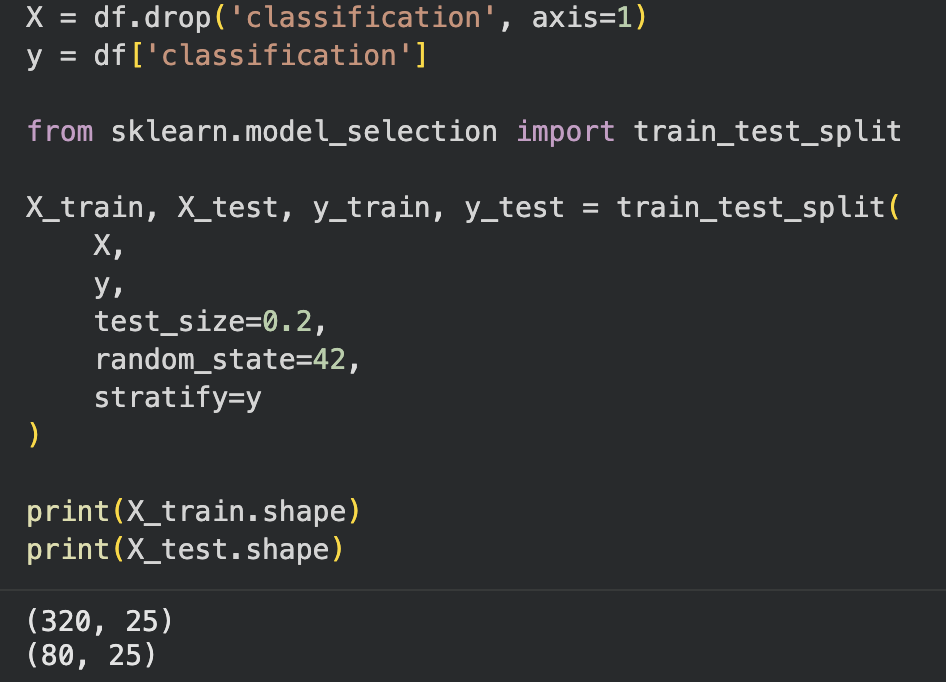 X = df.drop('classification', axis=1)
y = df['classification']
from sklearn.model_selection import train_test_split
X_train, X_test, y_train, y_test = train_test_split(
    X,
    y,
    test_size=0.2,
    random_state=42,
    stratify=y
)
print(X_train.shape)
print(X_test.shape)
(320, 25)
(80, 25)